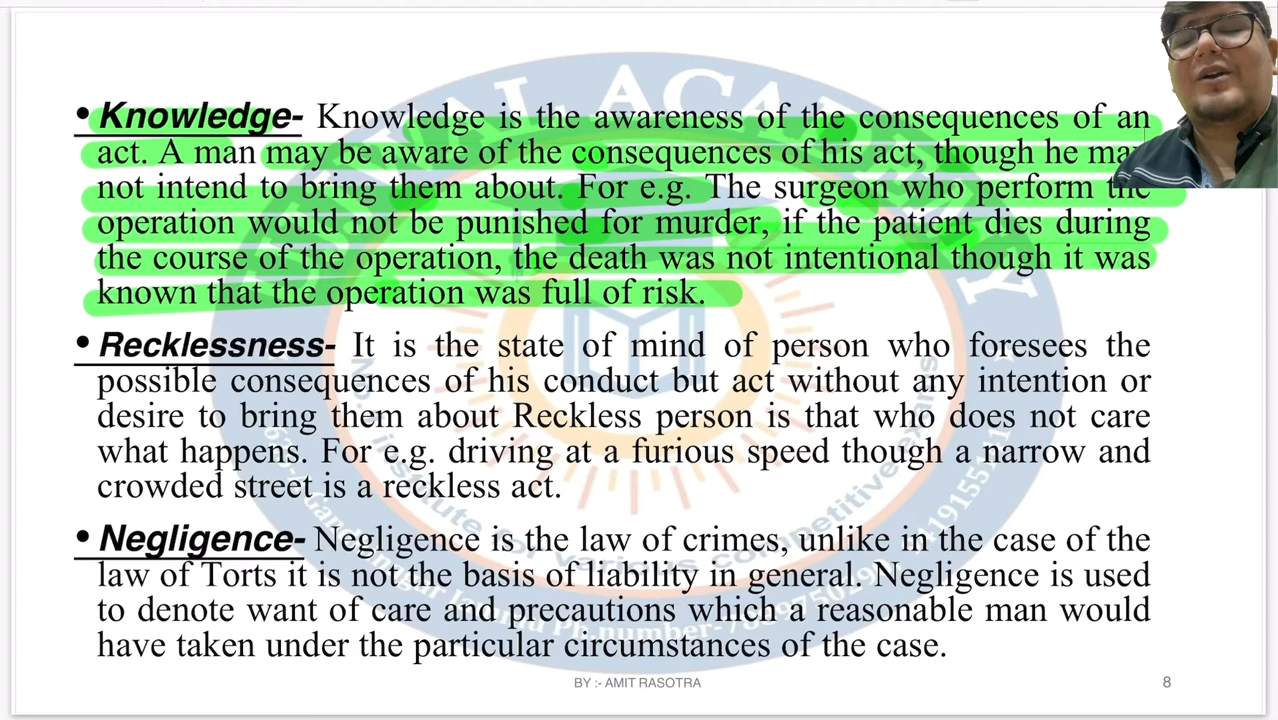 • Knowledge- Knowledge is the awareness of the consequences of an
act. A man may be aware of the consequences of his act, though he may
not intend to bring them about. For e.g. The surgeon who perform the
operation would not be punished for murder, if the patient dies during
the course of the operation, the death was not intentional though it was
known that the operation was full of risk.
• Recklessness- It is the state of mind of person who foresees the
possible consequences of his conduct but act without any intention or
desire to bring them about Reckless person is that who does not care
what happens. For e.g. driving at a furious speed though a narrow and
crowded street is a reckless act.
• Negligence- Negligence is the law of crimes, unlike in the case of the
law of Torts it is not the basis of liability in general. Negligence is used
to denote want of care and precautions which a reasonable man would
have taken under the particular circumstances of the case.
BY :- AMIT RASOTRA
8
ACADEMY
institute for various competitive exams